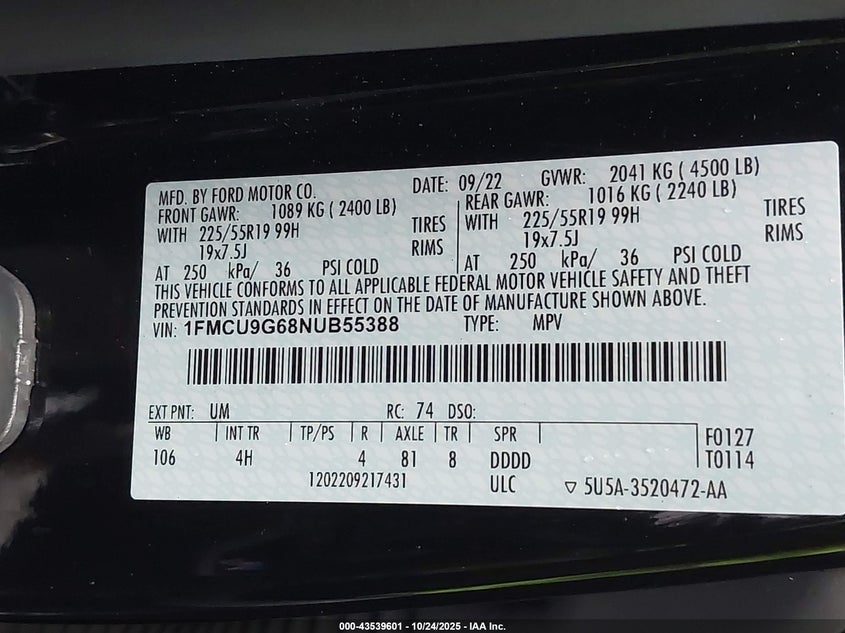 MFD. BY FORD MOTOR CO. DATE: 09/22 GVWR: 2041 KG ( 4500 LB)
FRONT GAWR: 1089 KG ( 2400 LB) REAR GAWR: 1016 KG ( 2240 LB)
WITH 225/55R19 99H TIRES WITH 225/55R19 99H TIRES
19x7.5J RIMS 19x7.5J RIMS
AT 250 kPa/ 36 PSI COLD AT 250 kPa/ 36 PSI COLD
THIS VEHICLE CONFORMS TO ALL APPLICABLE FEDERAL MOTOR VEHICLE SAFETY AND THEFT
PREVENTION STANDARDS IN EFFECT ON THE DATE OF MANUFACTURE SHOWN ABOVE.
VIN: 1FMCU9G68NUB55388 TYPE: MPV
EXT PNT: UM RC: 74 DSO:
WB INT TR TP/PS R AXLE TR SPR F0127
106 4H 4 81 8 DDDD T0114
1202209217431 ULC ▽ 5U5A-3520472-AA
000-43539601 - 10/24/2025 - IAA Inc.